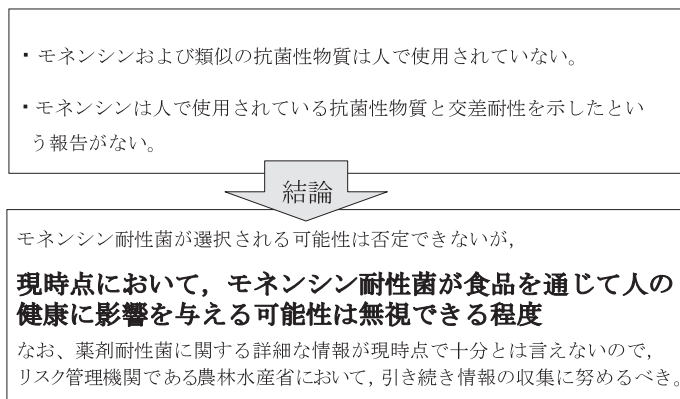 ・モネンシンおよび類似の抗菌性物質は人で使用されていない。
・モネンシンは人で使用されている抗菌性物質と交差耐性を示したとい
う報告がない。
結論
モネンシン耐性菌が選択される可能性は否定できないが，
現時点において，モネンシン耐性菌が食品を通じて人の
健康に影響を与える可能性は無視できる程度
なお、薬剤耐性菌に関する詳細な情報が現時点で十分とは言えないので，
リスク管理機関である農林水産省において，引き続き情報の収集に努めるべき。